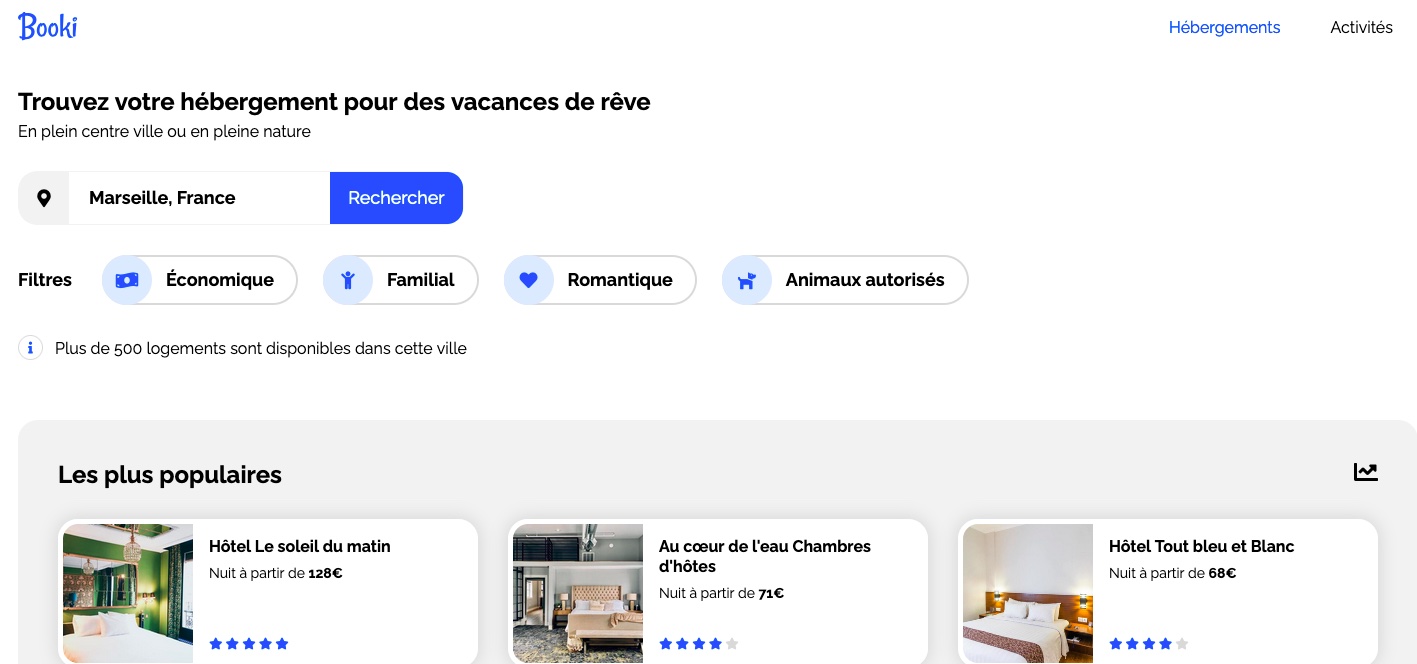 Booki
Hébergements
Activités
Trouvez votre hébergement pour des vacances de rêve
En plein centre ville ou en pleine nature
Marseille, France
Rechercher
Filtres
Économique
Familial
Romantique
Animaux autorisés
i
Plus de 500 logements sont disponibles dans cette ville
Les plus populaires
Hôtel Le soleil du matin
Nuit à partir de 128€
Au cœur de l'eau Chambres
d'hôtes
Nuit à partir de 71€
Hôtel Tout bleu et Blanc
Nuit à partir de 68€